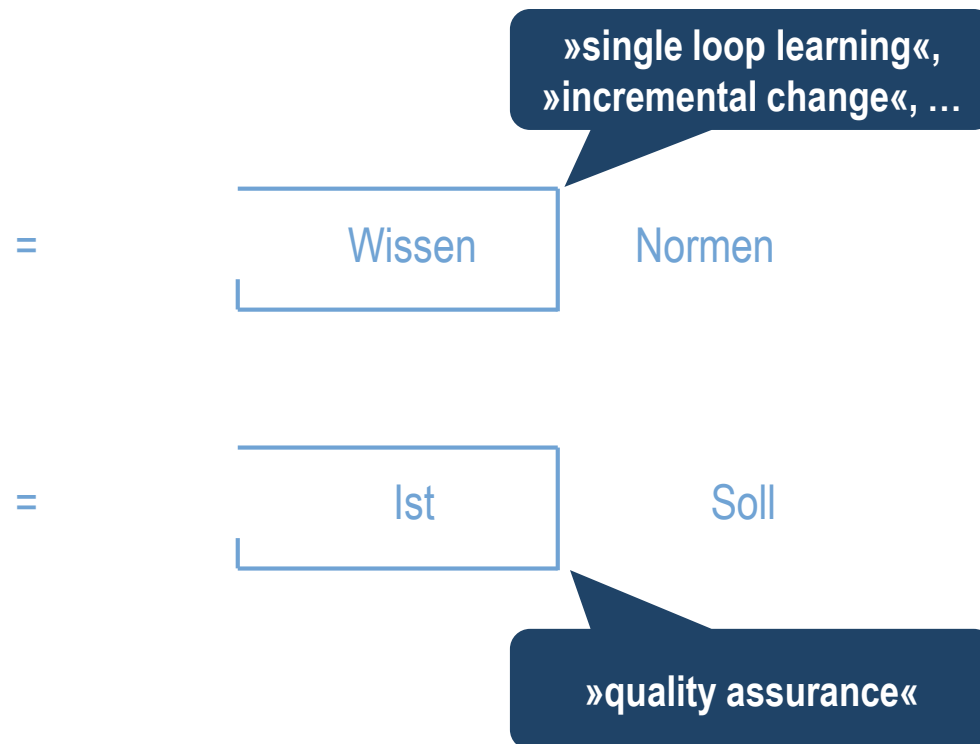 »single loop learning«,
»incremental change«, …
= Wissen Normen
= Ist Soll
»quality assurance«